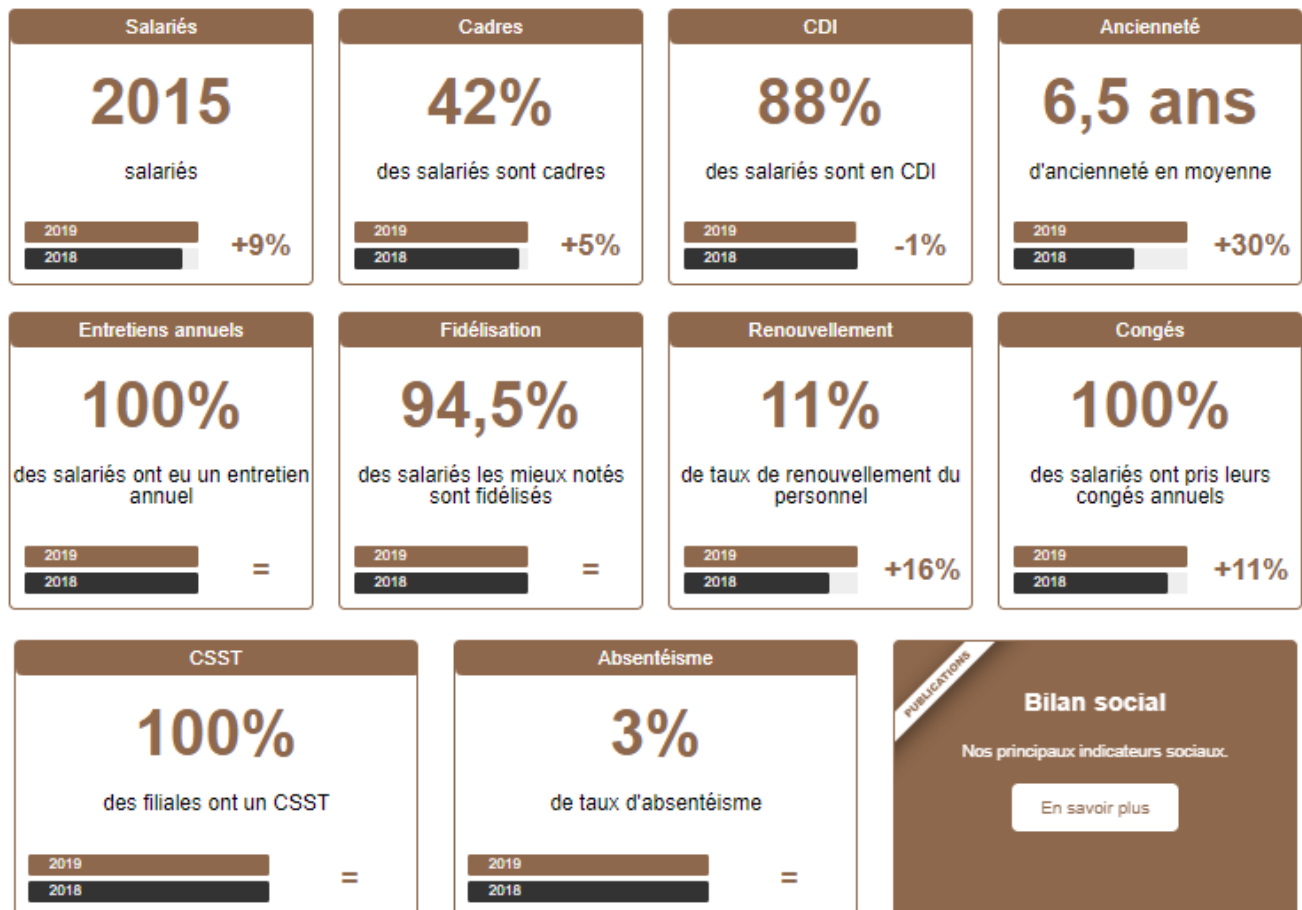 Salariés
2015
salariés
2019
2018
+9%
Cadres
42%
des salariés sont cadres
2019
2018
+5%
CDI
88%
des salariés sont en CDI
2019
2018
-1%
Ancienneté
6,5 ans
d'ancienneté en moyenne
2019
2018
+30%
Entretiens annuels
100%
des salariés ont eu un entretien
annuel
2019
2018
=
Fidélisation
94,5%
des salariés les mieux notés
sont fidélisés
2019
2018
=
Renouvellement
11%
de taux de renouvellement du
personnel
2019
2018
+16%
Congés
100%
des salariés ont pris leurs
congés annuels
2019
2018
+11%
CSST
100%
des filiales ont un CSST
2019
2018
=
Absentéisme
3%
de taux d'absentéisme
2019
2018
=
PUBLICATIONS
Bilan social
Nos principaux indicateurs sociaux.
En savoir plus